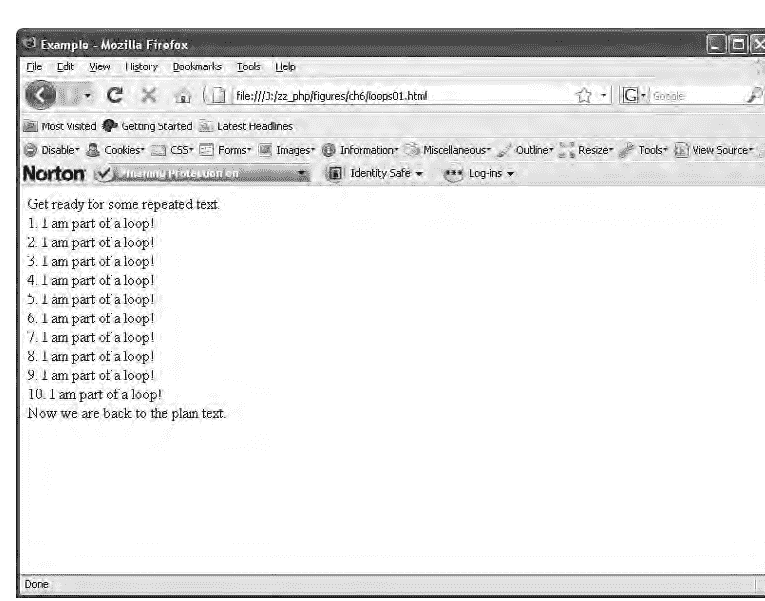 Example - Mozilla Firefox
File Edit View History Bookmarks Tools Help
file:///J:/zz_php/figures/ch6/loops01.html
G Google
Most Visited Getting Started Latest Headlines
Disable Cookies CSS Forms Images Information Miscellaneous Outline Resize Tools View Source
Norton Protection on Identity Safe Log-ins
Get ready for some repeated text.
1. I am part of a loop!
2. I am part of a loop!
3. I am part of a loop!
4. I am part of a loop!
5. I am part of a loop!
6. I am part of a loop!
7. I am part of a loop!
8. I am part of a loop!
9. I am part of a loop!
10. I am part of a loop!
Now we are back to the plain text.
Done